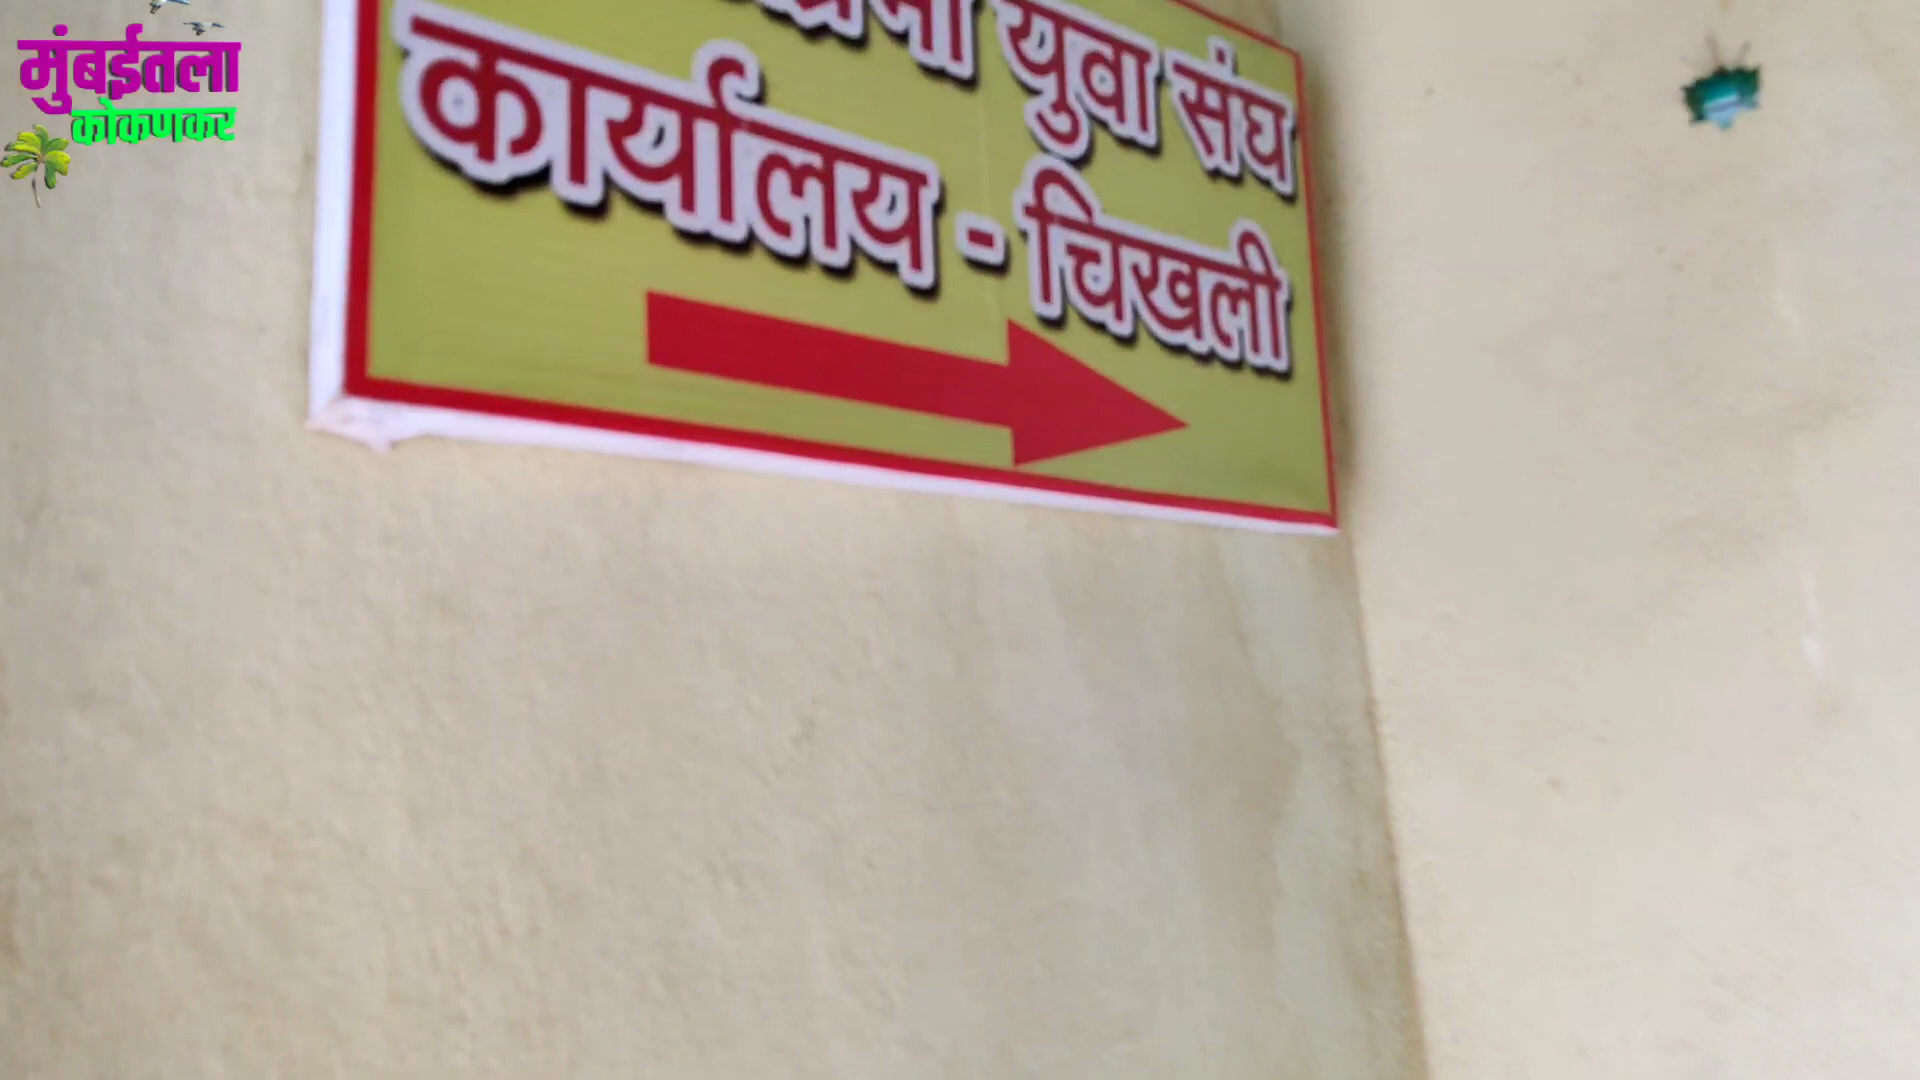 मुंबईतला
कोकणकर
युवा संघ
कार्यालय - चिखली